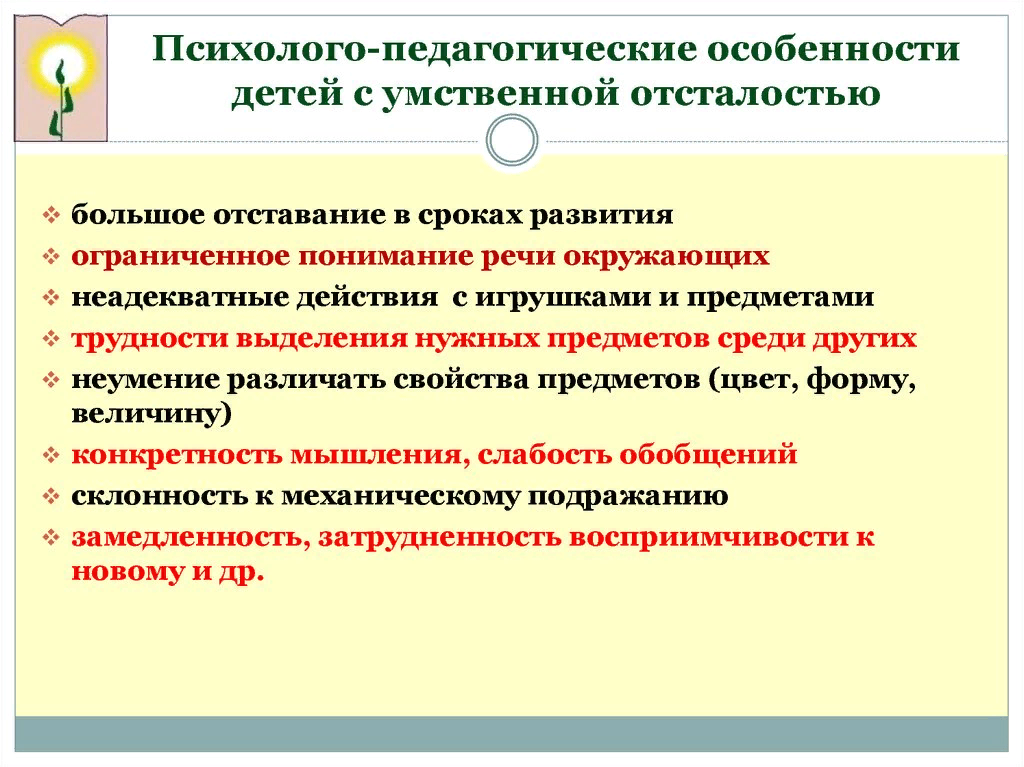 Психолого-педагогические особенности
детей с умственной отсталостью
большое отставание в сроках развития
ограниченное понимание речи окружающих
неадекватные действия с игрушками и предметами
трудности выделения нужных предметов среди других
неумение различать свойства предметов (цвет, форму,
величину)
конкретность мышления, слабость обобщений
склонность к механическому подражанию
замедленность, затрудненность восприимчивости к
новому и др.